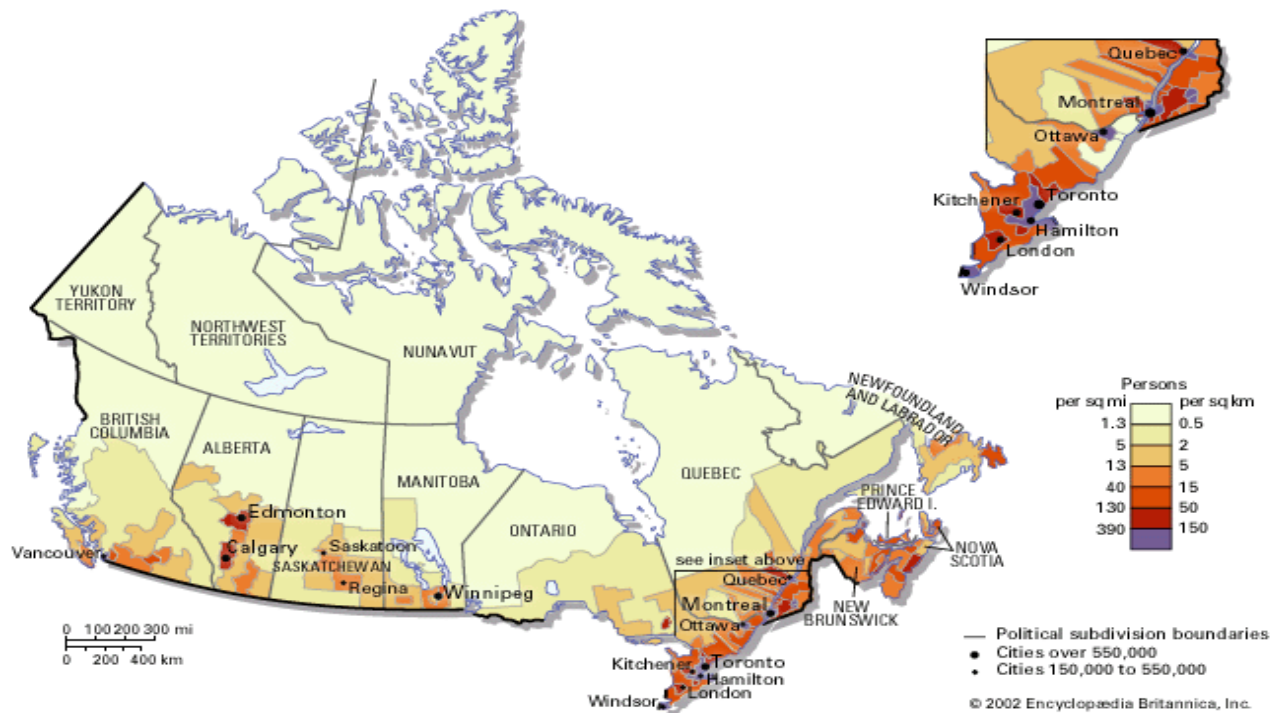 Quebec
Montreal
Ottawa
Kitchener
Toronto
Hamilton
London
Windsor
YUKON
TERRITORY
NORTHWEST
TERRITORIES
NUNAVUT
BRITISH
COLUMBIA
ALBERTA
MANITOBA
ONTARIO
QUEBEC
NEWFOUNDLAND
AND LABRADOR
PRINCE
EDWARD I.
NOVA
SCOTIA
NEW
BRUNSWICK
Edmonton
Calgary
Saskatoon
SASKATCHEWAN
Regina
Winnipeg
Vancouver
see inset above
Quebec
Montreal
Ottawa
Kitchener
Toronto
Hamilton
London
Windsor
Persons
per sq mi per sq km
1.3 0.5
5 2
13 5
40 15
130 50
390 150
0 100 200 300 mi
0 200 400 km
Political subdivision boundaries
Cities over 550,000
Cities 150,000 to 550,000
© 2002 Encyclopædia Britannica, Inc.